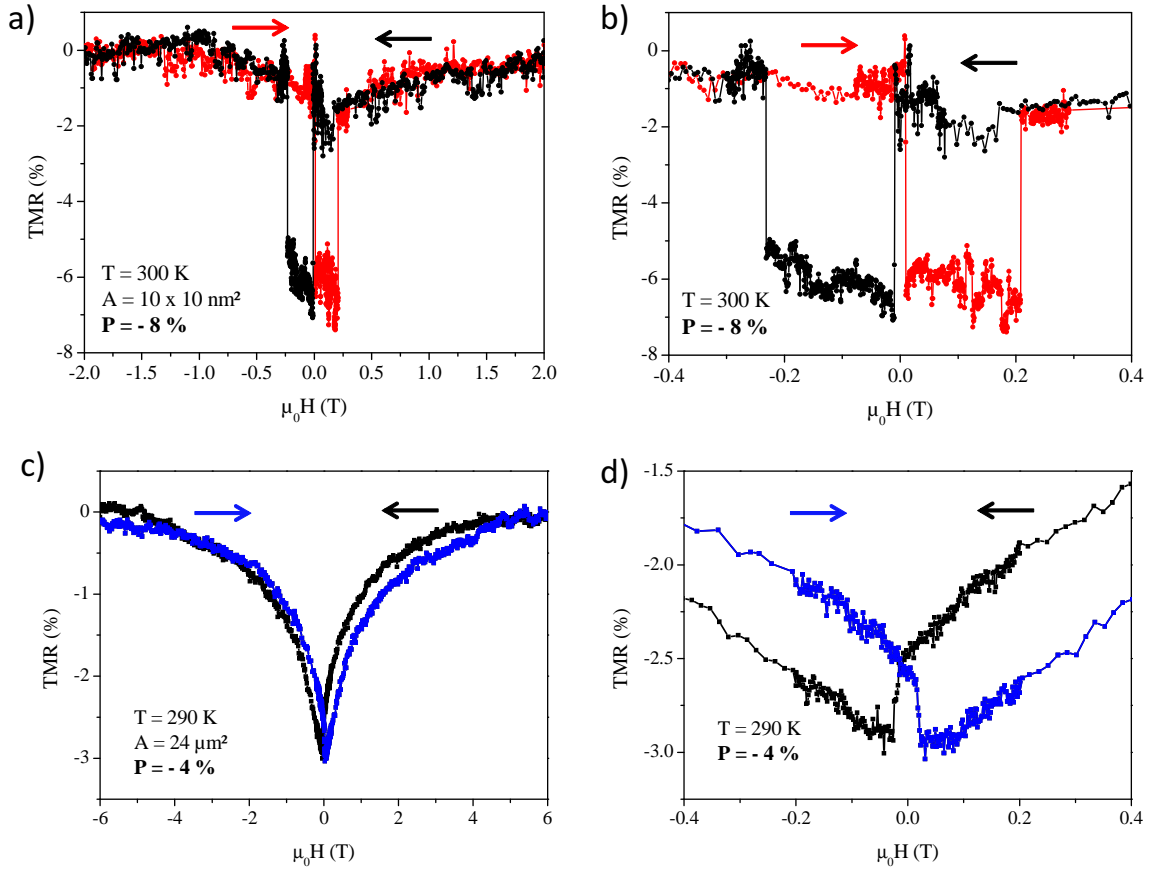 a)
0
-2
-4
-6
-8
TMR (%)
T = 300 K
A = 10 x 10 nm²
P = - 8 %
-2.0 -1.5 -1.0 -0.5 0.0 0.5 1.0 1.5 2.0
μ₀H (T)
b)
0
-2
-4
-6
-8
TMR (%)
T = 300 K
P = - 8 %
-0.4 -0.2 0.0 0.2 0.4
μ₀H (T)
c)
0
-1
-2
-3
TMR (%)
T = 290 K
A = 24 μm²
P = - 4 %
-6 -4 -2 0 2 4 6
μ₀H (T)
d)
-1.5
-2.0
-2.5
-3.0
TMR (%)
T = 290 K
P = - 4 %
-0.4 -0.2 0.0 0.2 0.4
μ₀H (T)